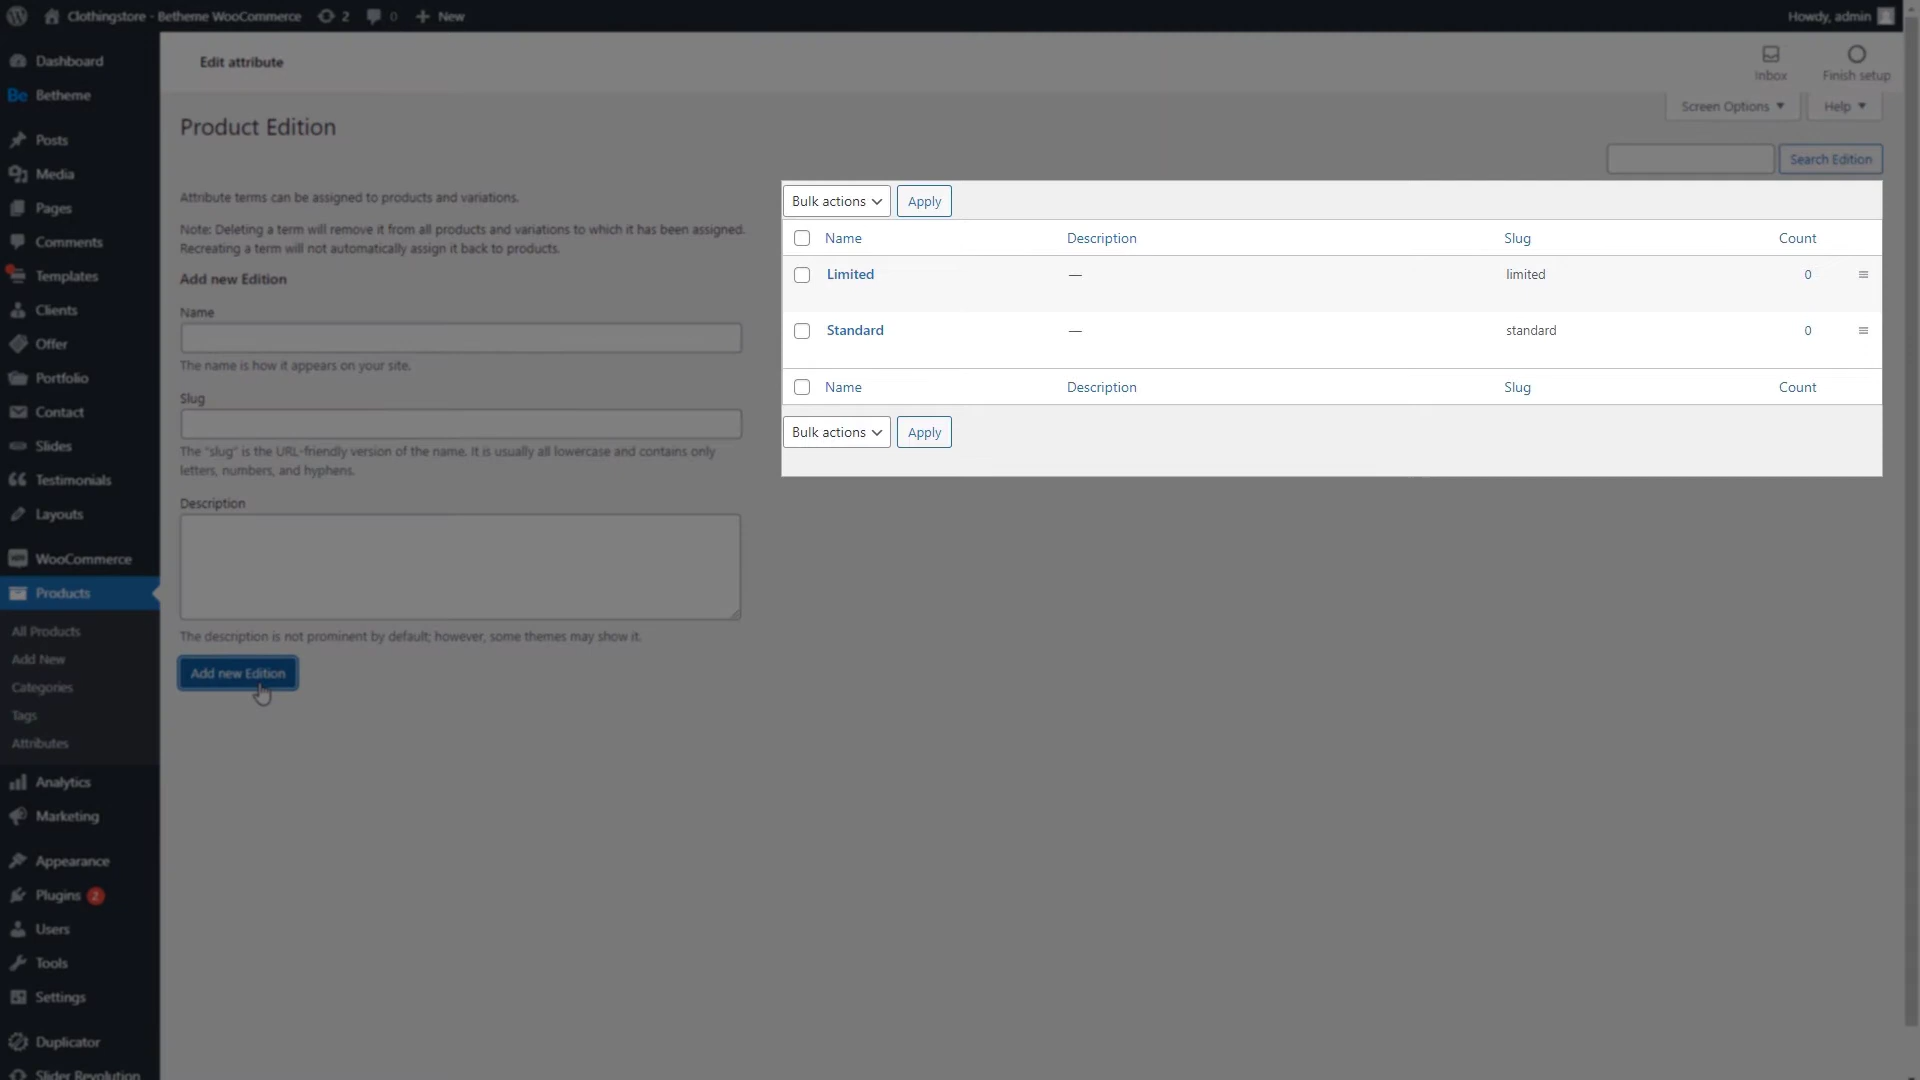 Clothingstore - Betheme WooCommerce
2
0
New
Howdy, admin
Dashboard
Be Betheme
Posts
Media
Pages
Comments
Templates
Clients
Offer
Portfolio
Contact
Slides
Testimonials
Layouts
WooCommerce
Products
All Products
Add New
Categories
Tags
Attributes
Analytics
Marketing
Appearance
Plugins 2
Users
Tools
Settings
Duplicator
Slider Revolution
Edit attribute
Inbox
Finish setup
Screen Options
Help
Product Edition
Search Edition
Attribute terms can be assigned to products and variations.
Note: Deleting a term will remove it from all products and variations to which it has been assigned.
Recreating a term will not automatically assign it back to products.
Add new Edition
Name
The name is how it appears on your site.
Slug
The "slug" is the URL-friendly version of the name. It is usually all lowercase and contains only
letters, numbers, and hyphens.
Description
The description is not prominent by default; however, some themes may show it.
Add new Edition
Bulk actions
Apply
Name Description Slug Count
Limited — limited 0
Standard — standard 0
Name Description Slug Count
Bulk actions
Apply